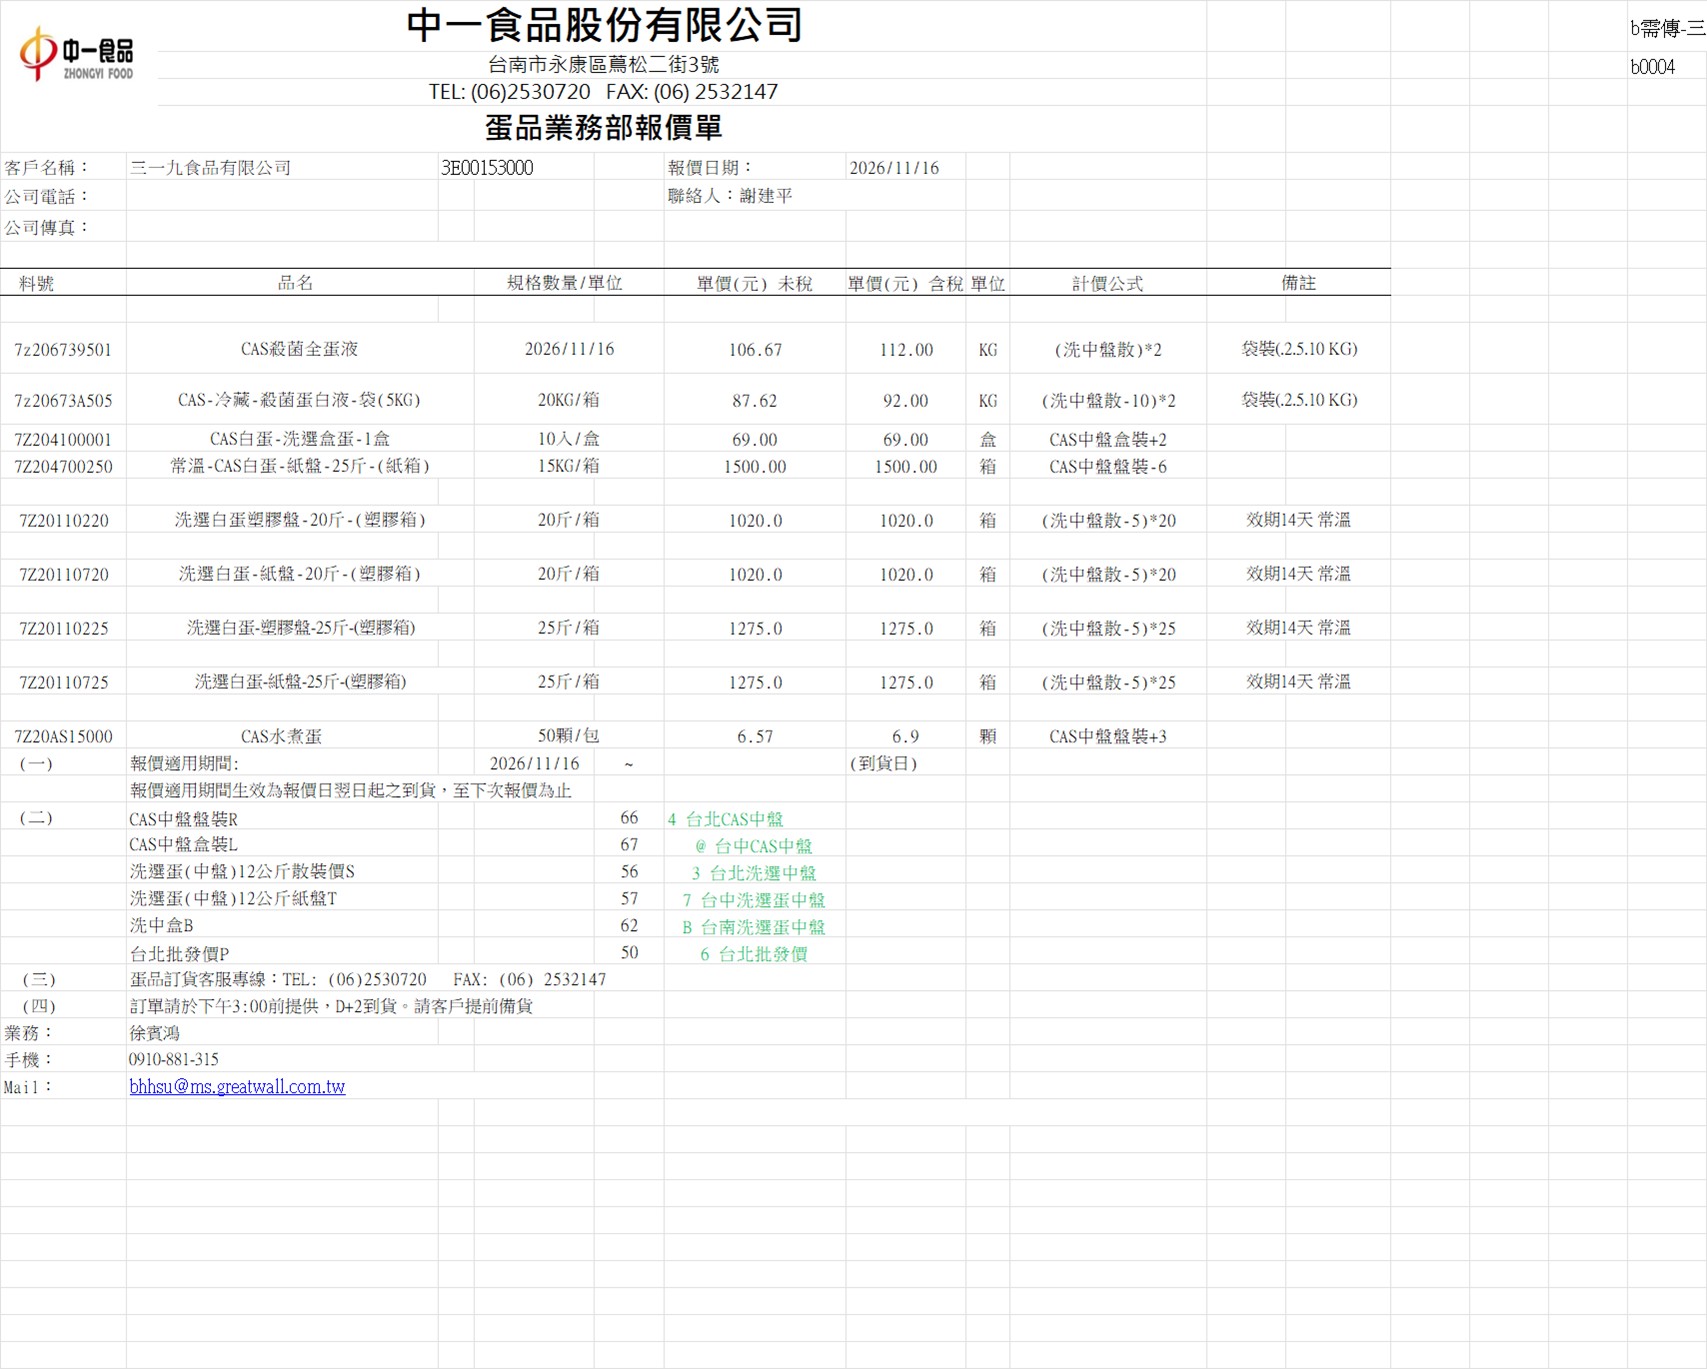 中一食品
ZHONGYI FOOD
中一食品股份有限公司
台南市永康區蔦松二街3號
TEL: (06)2530720 FAX: (06) 2532147
蛋品業務部報價單
b需傳-三
b0004
客戶名稱： 三一九食品有限公司 3E00153000 報價日期： 2026/11/16
公司電話： 聯絡人：謝建平
公司傳真：
料號 品名 規格數量/單位 單價(元) 未稅 單價(元) 含稅 單位 計價公式 備註
7z206739501 CAS殺菌全蛋液 2026/11/16 106.67 112.00 KG (洗中盤散)*2 袋裝(.2.5.10 KG)
7z20673A505 CAS-冷藏-殺菌蛋白液-袋(5KG) 20KG/箱 87.62 92.00 KG (洗中盤散-10)*2 袋裝(.2.5.10 KG)
7Z204100001 CAS白蛋-洗選盒蛋-1盒 10入/盒 69.00 69.00 盒 CAS中盤盒裝+2
7Z204700250 常溫-CAS白蛋-紙盤-25斤-(紙箱) 15KG/箱 1500.00 1500.00 箱 CAS中盤盤裝-6
7Z20110220 洗選白蛋塑膠盤-20斤-(塑膠箱) 20斤/箱 1020.0 1020.0 箱 (洗中盤散-5)*20 效期14天 常溫
7Z20110720 洗選白蛋-紙盤-20斤-(塑膠箱) 20斤/箱 1020.0 1020.0 箱 (洗中盤散-5)*20 效期14天 常溫
7Z20110225 洗選白蛋-塑膠盤-25斤-(塑膠箱) 25斤/箱 1275.0 1275.0 箱 (洗中盤散-5)*25 效期14天 常溫
7Z20110725 洗選白蛋-紙盤-25斤-(塑膠箱) 25斤/箱 1275.0 1275.0 箱 (洗中盤散-5)*25 效期14天 常溫
7Z20AS15000 CAS水煮蛋 50顆/包 6.57 6.9 顆 CAS中盤盤裝+3
(一) 報價適用期間: 2026/11/16 ~ (到貨日)
報價適用期間生效為報價日翌日起之到貨，至下次報價為止
(二) CAS中盤盤裝R 66 4 台北CAS中盤
CAS中盤盒裝L 67 @ 台中CAS中盤
洗選蛋(中盤)12公斤散裝價S 56 3 台北洗選中盤
洗選蛋(中盤)12公斤紙盤T 57 7 台中洗選蛋中盤
洗中盒B 62 B 台南洗選蛋中盤
台北批發價P 50 6 台北批發價
(三) 蛋品訂貨客服專線：TEL: (06)2530720 FAX: (06) 2532147
(四) 訂單請於下午3:00前提供，D+2到貨。請客戶提前備貨
業務： 徐賓鴻
手機： 0910-881-315
Mail： bhhsu@ms.greatwall.com.tw